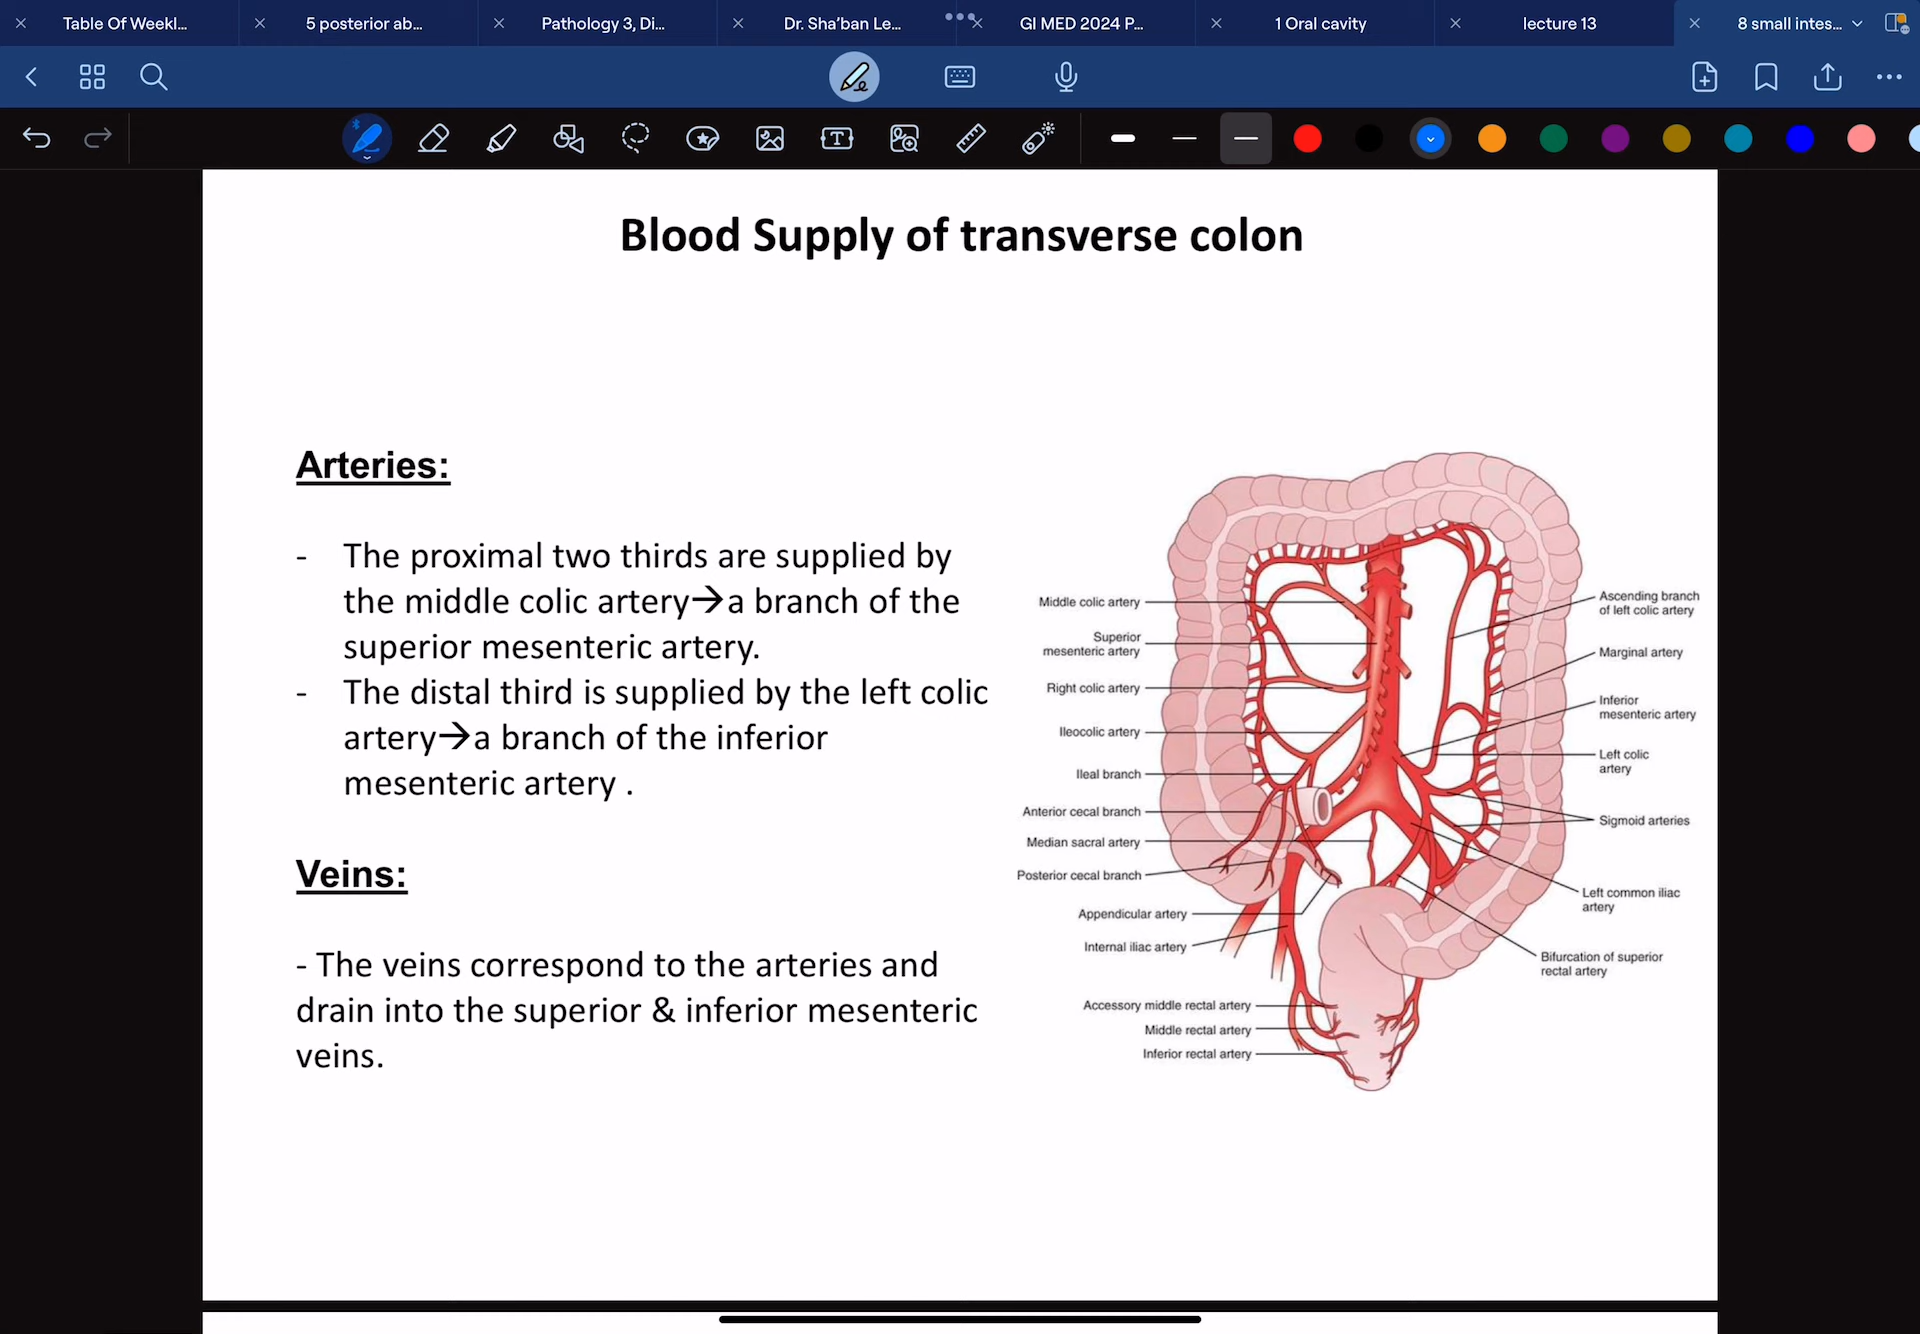 Table Of Weekl...
5 posterior ab...
Pathology 3, Di...
Dr. Sha'ban Le...
GI MED 2024 P...
1 Oral cavity
lecture 13
8 small intes...
Blood Supply of transverse colon
Arteries:
- The proximal two thirds are supplied by
the middle colic artery→a branch of the
superior mesenteric artery.
- The distal third is supplied by the left colic
artery→a branch of the inferior
mesenteric artery .
Veins:
- The veins correspond to the arteries and
drain into the superior & inferior mesenteric
veins.
Middle colic artery
Superior
mesenteric artery
Right colic artery
Ileocolic artery
Ileal branch
Anterior cecal branch
Median sacral artery
Posterior cecal branch
Appendicular artery
Internal iliac artery
Accessory middle rectal artery
Middle rectal artery
Inferior rectal artery
Ascending branch
of left colic artery
Marginal artery
Inferior
mesenteric artery
Left colic
artery
Sigmoid arteries
Left common iliac
artery
Bifurcation of superior
rectal artery